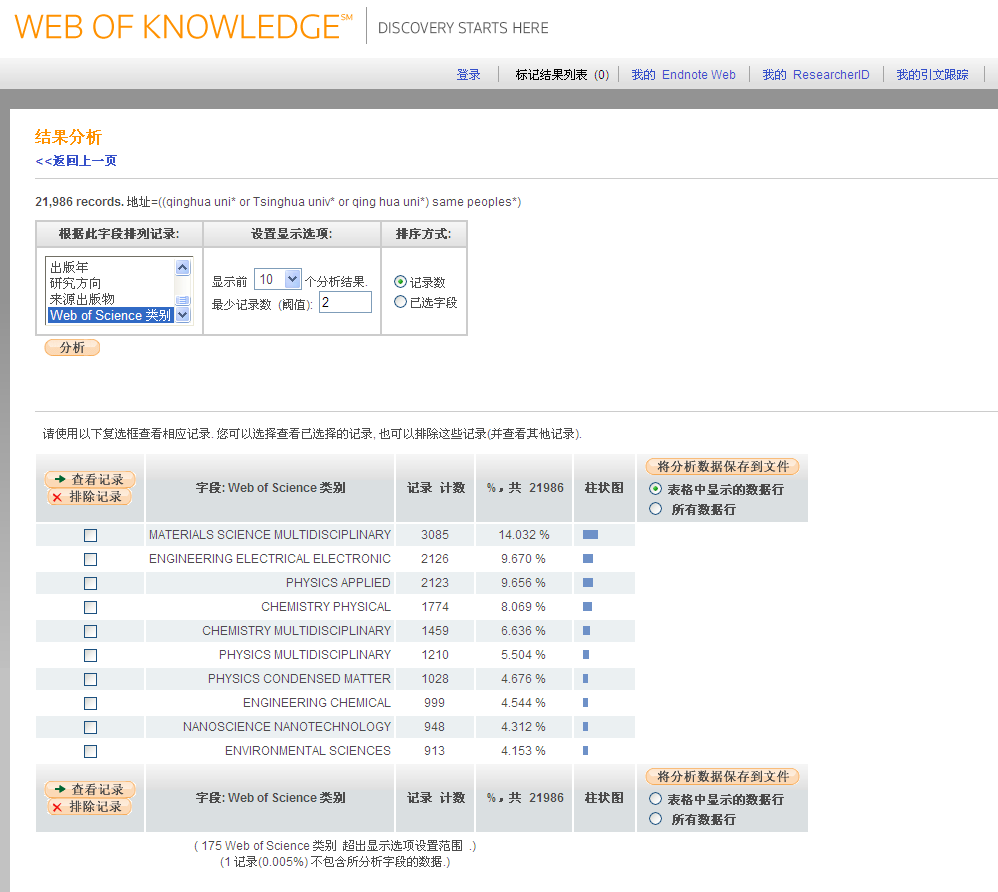 WEB OF KNOWLEDGE SM DISCOVERY STARTS HERE
登录 标记结果列表 (0) 我的 Endnote Web 我的 ResearcherID 我的引文跟踪
结果分析
<<返回上一页
21,986 records. 地址=((qinghua uni* or Tsinghua univ* or qing hua uni*) same peoples*)
根据此字段排列记录: 设置显示选项: 排序方式:
出版年
研究方向
来源出版物
Web of Science 类别
显示前 10 个分析结果.
最少记录数 (阈值): 2
记录数
已选字段
分析
请使用以下复选框查看相应记录. 您可以选择查看已选择的记录, 也可以排除这些记录(并查看其他记录).
查看记录
排除记录
字段: Web of Science 类别 记录 计数 %, 共 21986 柱状图
将分析数据保存到文件
表格中显示的数据行
所有数据行
MATERIALS SCIENCE MULTIDISCIPLINARY 3085 14.032 %
ENGINEERING ELECTRICAL ELECTRONIC 2126 9.670 %
PHYSICS APPLIED 2123 9.656 %
CHEMISTRY PHYSICAL 1774 8.069 %
CHEMISTRY MULTIDISCIPLINARY 1459 6.636 %
PHYSICS MULTIDISCIPLINARY 1210 5.504 %
PHYSICS CONDENSED MATTER 1028 4.676 %
ENGINEERING CHEMICAL 999 4.544 %
NANOSCIENCE NANOTECHNOLOGY 948 4.312 %
ENVIRONMENTAL SCIENCES 913 4.153 %
查看记录
排除记录
字段: Web of Science 类别 记录 计数 %, 共 21986 柱状图
将分析数据保存到文件
表格中显示的数据行
所有数据行
( 175 Web of Science 类别 超出显示选项设置范围 .)
(1 记录(0.005%) 不包含所分析字段的数据.)